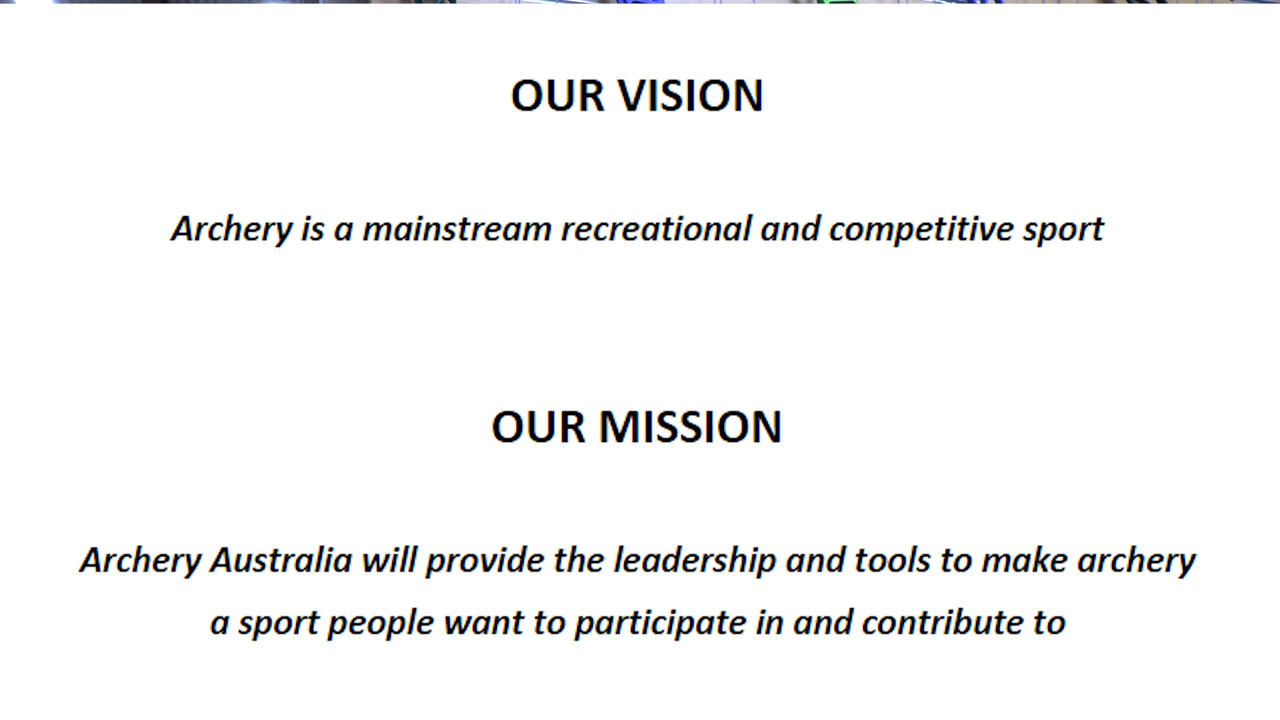 OUR VISION
Archery is a mainstream recreational and competitive sport
OUR MISSION
Archery Australia will provide the leadership and tools to make archery
a sport people want to participate in and contribute to